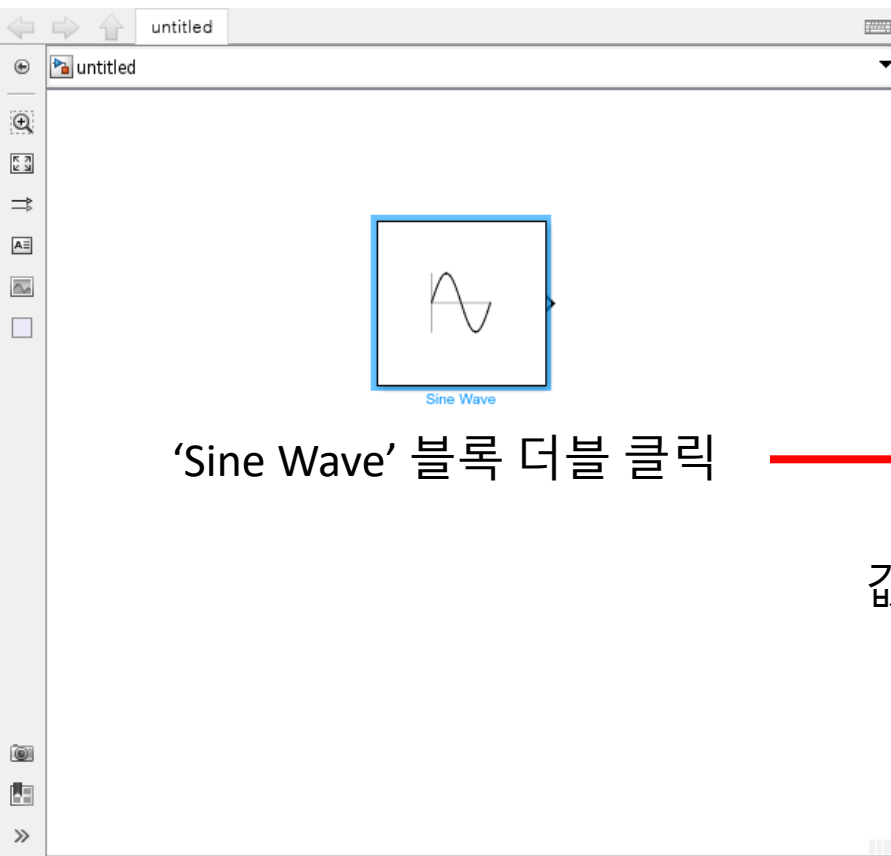 untitled
untitled
Sine Wave
‘Sine Wave’ 블록 더블 클릭